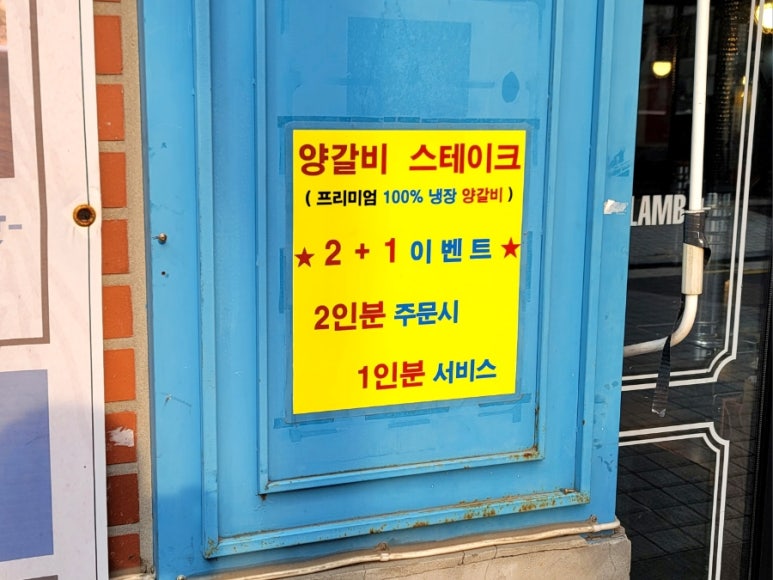 양갈비 스테이크
( 프리미엄 100% 냉장 양갈비 )
★ 2 + 1 이벤트 ★
2인분 주문시
1인분 서비스
LAMB